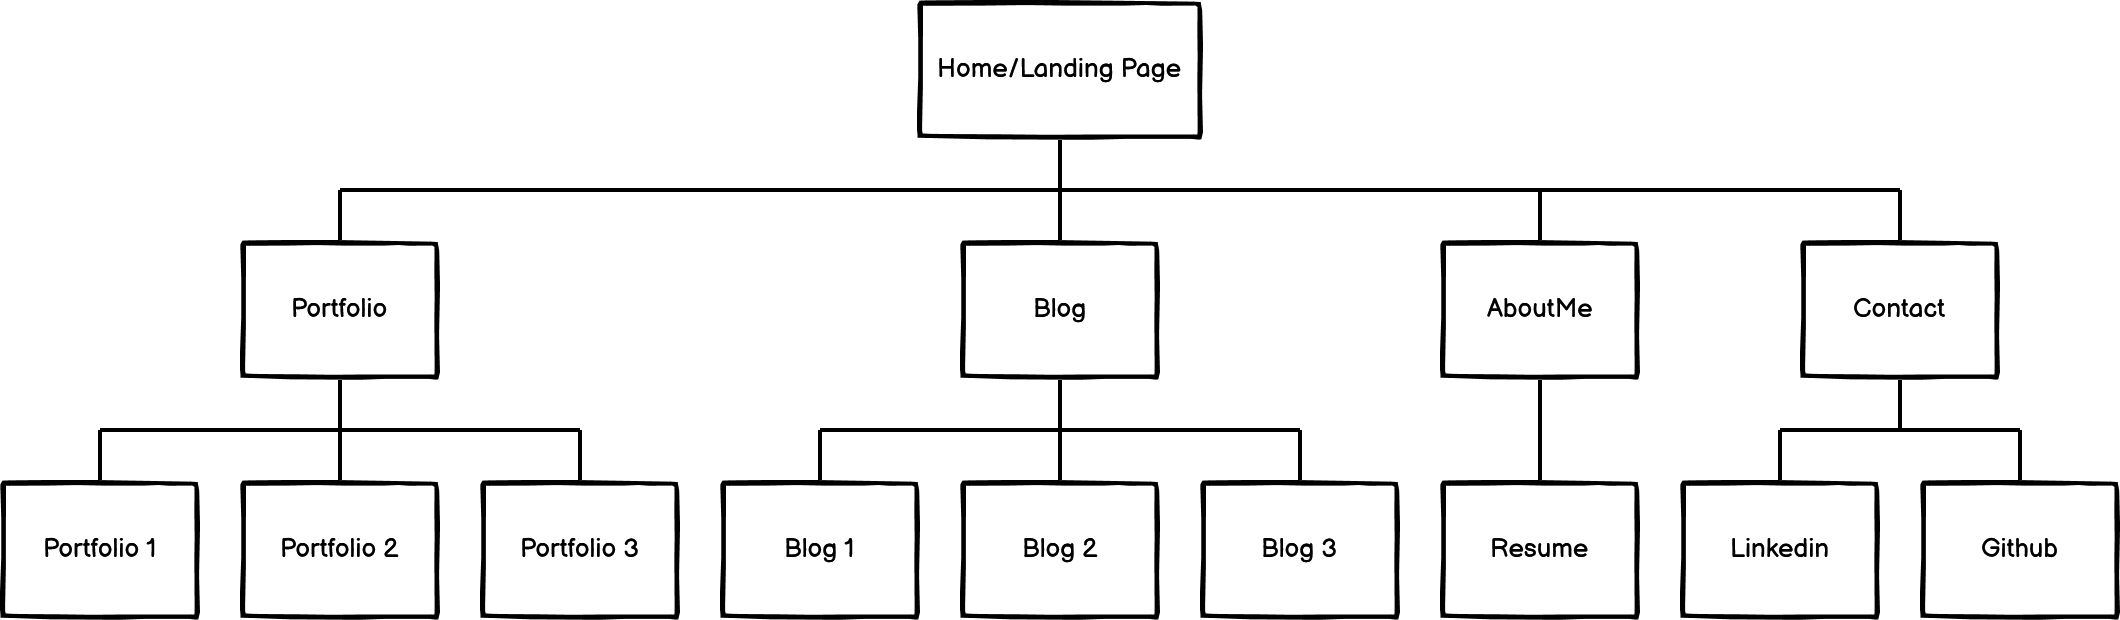 Home/Landing Page
Portfolio
Blog
AboutMe
Contact
Portfolio 1
Portfolio 2
Portfolio 3
Blog 1
Blog 2
Blog 3
Resume
Linkedin
Github